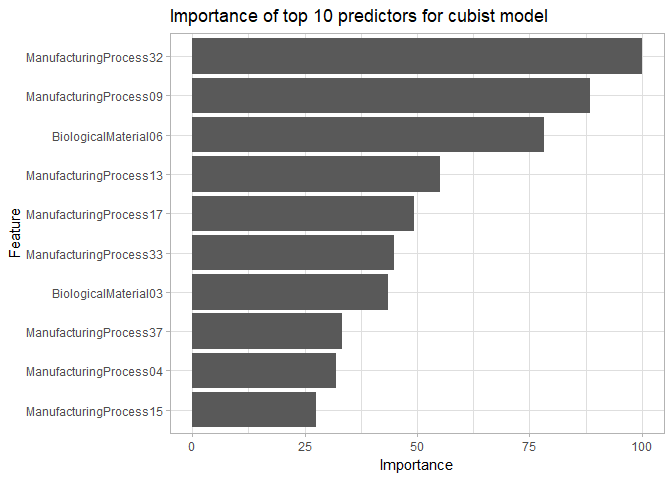 Importance of top 10 predictors for cubist model
Feature
ManufacturingProcess32
ManufacturingProcess09
BiologicalMaterial06
ManufacturingProcess13
ManufacturingProcess17
ManufacturingProcess33
BiologicalMaterial03
ManufacturingProcess37
ManufacturingProcess04
ManufacturingProcess15
0 25 50 75 100
Importance